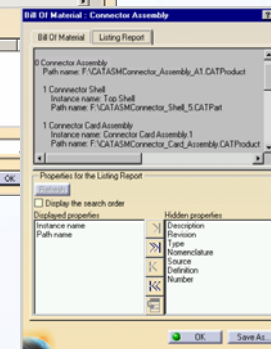 Bill Of Material : Connector Assembly
Bill Of Material
Listing Report
0 Connector Assembly
Path name: F:\CATASMConnector_Assembly_A1.CATProduct
1 Connnector Shell
Instance name: Top Shell
Path name: F:\CATASMConnector_Shell_5.CATPart
1 Connector Card Assembly
Instance name: Connector Card Assembly.1
Path name: F:\CATASMConnector_Card_Assembly.CATProduct
OK
Properties for the Listing Report
Refresh
Display the search order
Displayed properties
Hidden properties
Instance name
Path name
Description
Revision
Type
Nomenclature
Source
Definition
Number
OK
Save As...